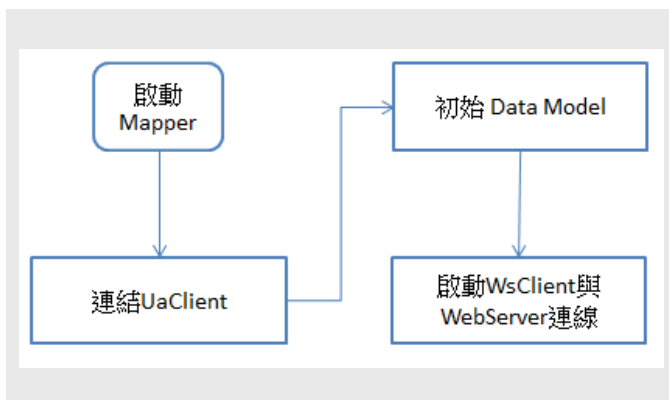 啟動
Mapper
連結UaClient
初始 Data Model
啟動WsClient與
WebServer連線